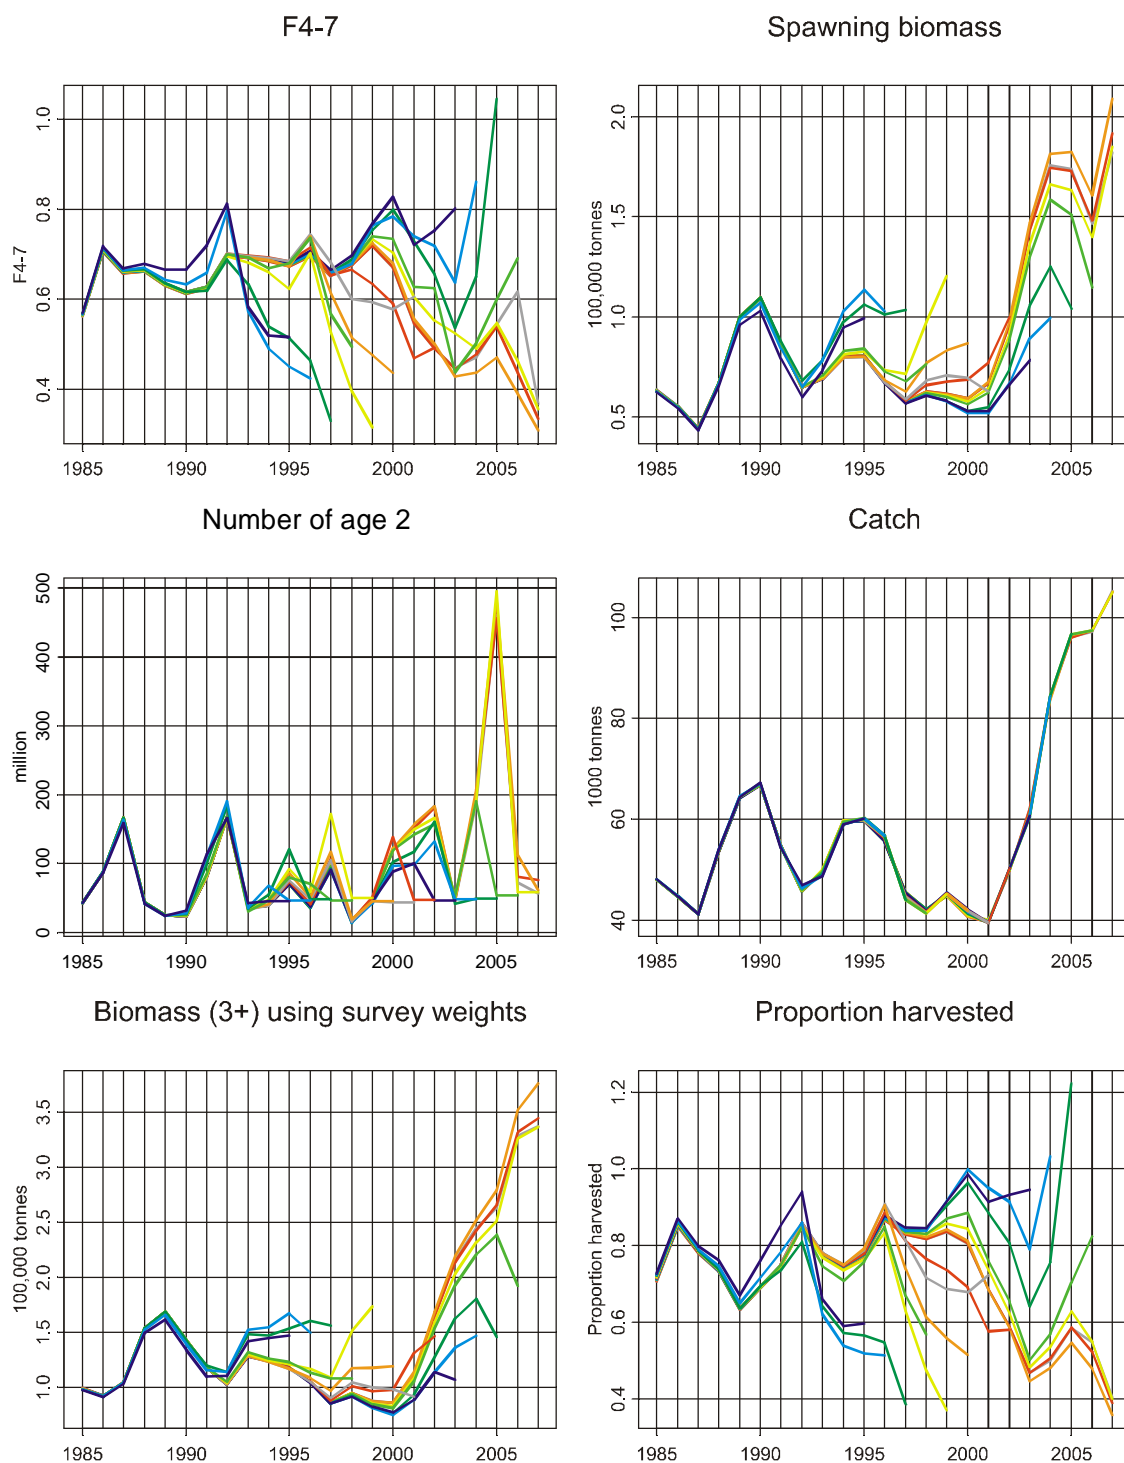 F4-7
Spawning biomass
F4-7
1.0
0.8
0.6
0.4
1985 1990 1995 2000 2005
100,000 tonnes
2.0
1.5
1.0
0.5
1985 1990 1995 2000 2005
Number of age 2
Catch
million
500
400
300
200
100
0
1985 1990 1995 2000 2005
1000 tonnes
100
80
60
40
1985 1990 1995 2000 2005
Biomass (3+) using survey weights
Proportion harvested
100,000 tonnes
3.5
3.0
2.5
2.0
1.5
1.0
1985 1990 1995 2000 2005
Proportion harvested
1.2
1.0
0.8
0.6
0.4
1985 1990 1995 2000 2005